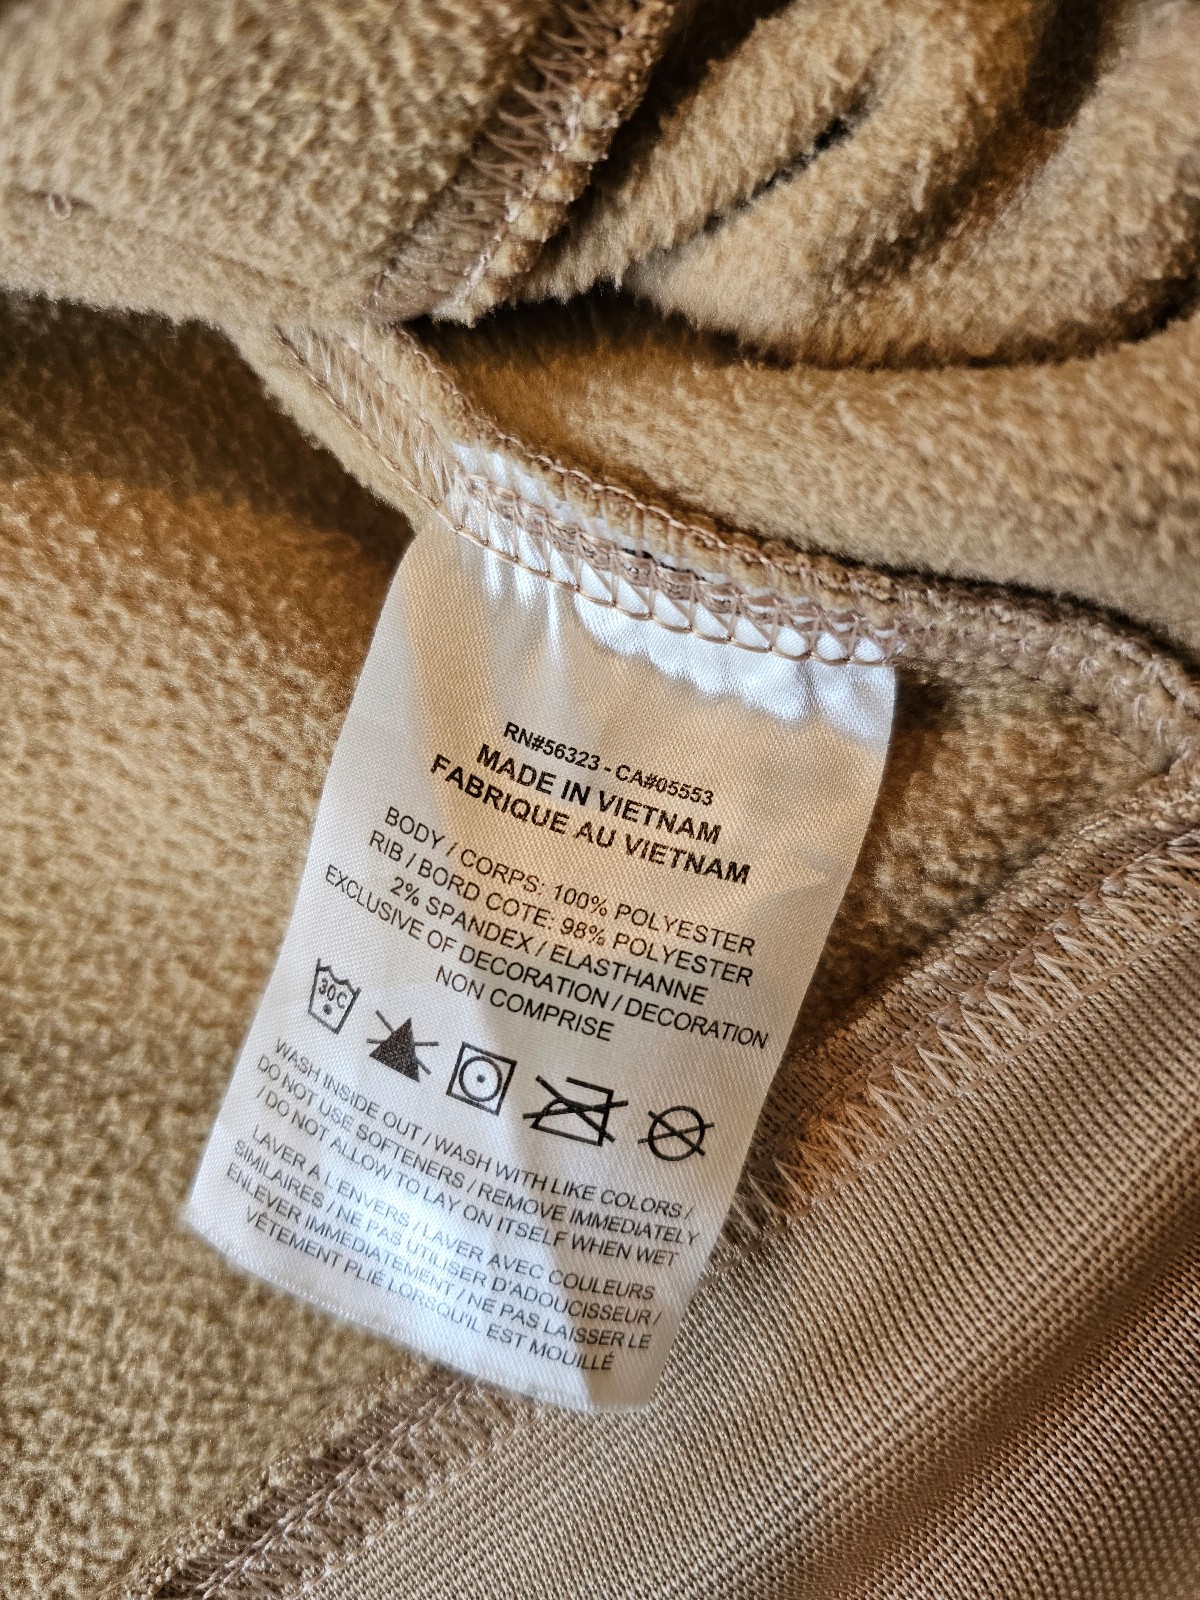 RN#56323 - CA#05553
MADE IN VIETNAM
FABRIQUE AU VIETNAM
BODY / CORPS: 100% POLYESTER
RIB / BORD COTE: 98% POLYESTER
2% SPANDEX / ELASTHANNE
EXCLUSIVE OF DECORATION / DECORATION
NON COMPRISE
30C
WASH INSIDE OUT / WASH WITH LIKE COLORS /
DO NOT USE SOFTENERS / REMOVE IMMEDIATELY
/ DO NOT ALLOW TO LAY ON ITSELF WHEN WET
LAVER A L'ENVERS / LAVER AVEC COULEURS
SIMILAIRES / NE PAS UTILISER D'ADOUCISSEUR /
ENLEVER IMMEDIATEMENT / NE PAS LAISSER LE
VÊTEMENT PLIÉ LORSQU'IL EST MOUILLÉ